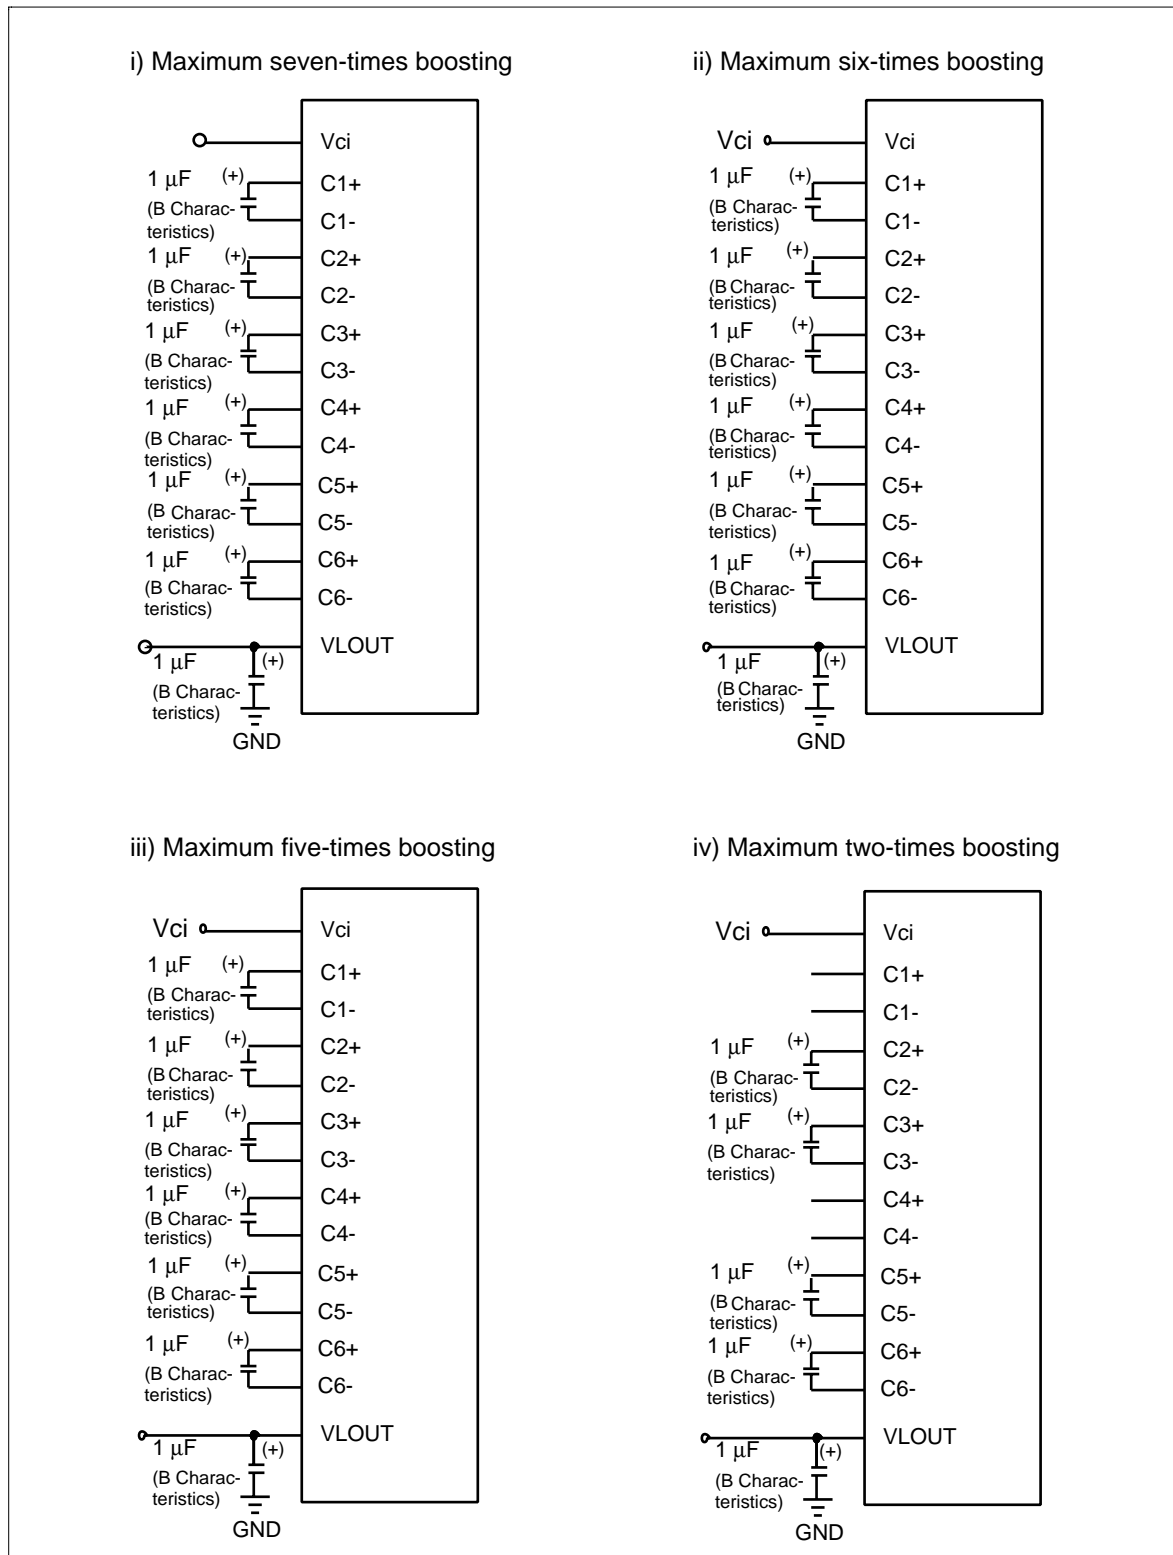 i) Maximum seven-times boosting
Vci
1 μF (+) C1+
(B Charac-
teristics)
C1-
1 μF (+) C2+
(B Charac-
teristics)
C2-
1 μF (+) C3+
(B Charac-
teristics)
C3-
1 μF (+) C4+
(B Charac-
teristics)
C4-
1 μF (+) C5+
(B Charac-
teristics)
C5-
1 μF (+) C6+
(B Charac-
teristics)
C6-
VLOUT
1 μF (+)
(B Charac-
teristics)
GND
ii) Maximum six-times boosting
Vci Vci
1 μF (+) C1+
(B Charac-
teristics)
C1-
1 μF (+) C2+
(B Charac-
teristics)
C2-
1 μF (+) C3+
(B Charac-
teristics)
C3-
1 μF (+) C4+
(B Charac-
teristics)
C4-
1 μF (+) C5+
(B Charac-
teristics)
C5-
1 μF (+) C6+
(B Charac-
teristics)
C6-
VLOUT
1 μF (+)
(B Charac-
teristics)
GND
iii) Maximum five-times boosting
Vci Vci
1 μF (+) C1+
(B Charac-
teristics)
C1-
1 μF (+) C2+
(B Charac-
teristics)
C2-
1 μF (+) C3+
(B Charac-
teristics)
C3-
1 μF (+) C4+
(B Charac-
teristics)
C4-
1 μF (+) C5+
(B Charac-
teristics)
C5-
1 μF (+) C6+
(B Charac-
teristics)
C6-
VLOUT
1 μF (+)
(B Charac-
teristics)
GND
iv) Maximum two-times boosting
Vci Vci
C1+
C1-
1 μF (+) C2+
(B Charac-
teristics)
C2-
1 μF (+) C3+
(B Charac-
teristics)
C3-
C4+
C4-
1 μF (+) C5+
(B Charac-
teristics)
C5-
1 μF (+) C6+
(B Charac-
teristics)
C6-
VLOUT
1 μF (+)
(B Charac-
teristics)
GND